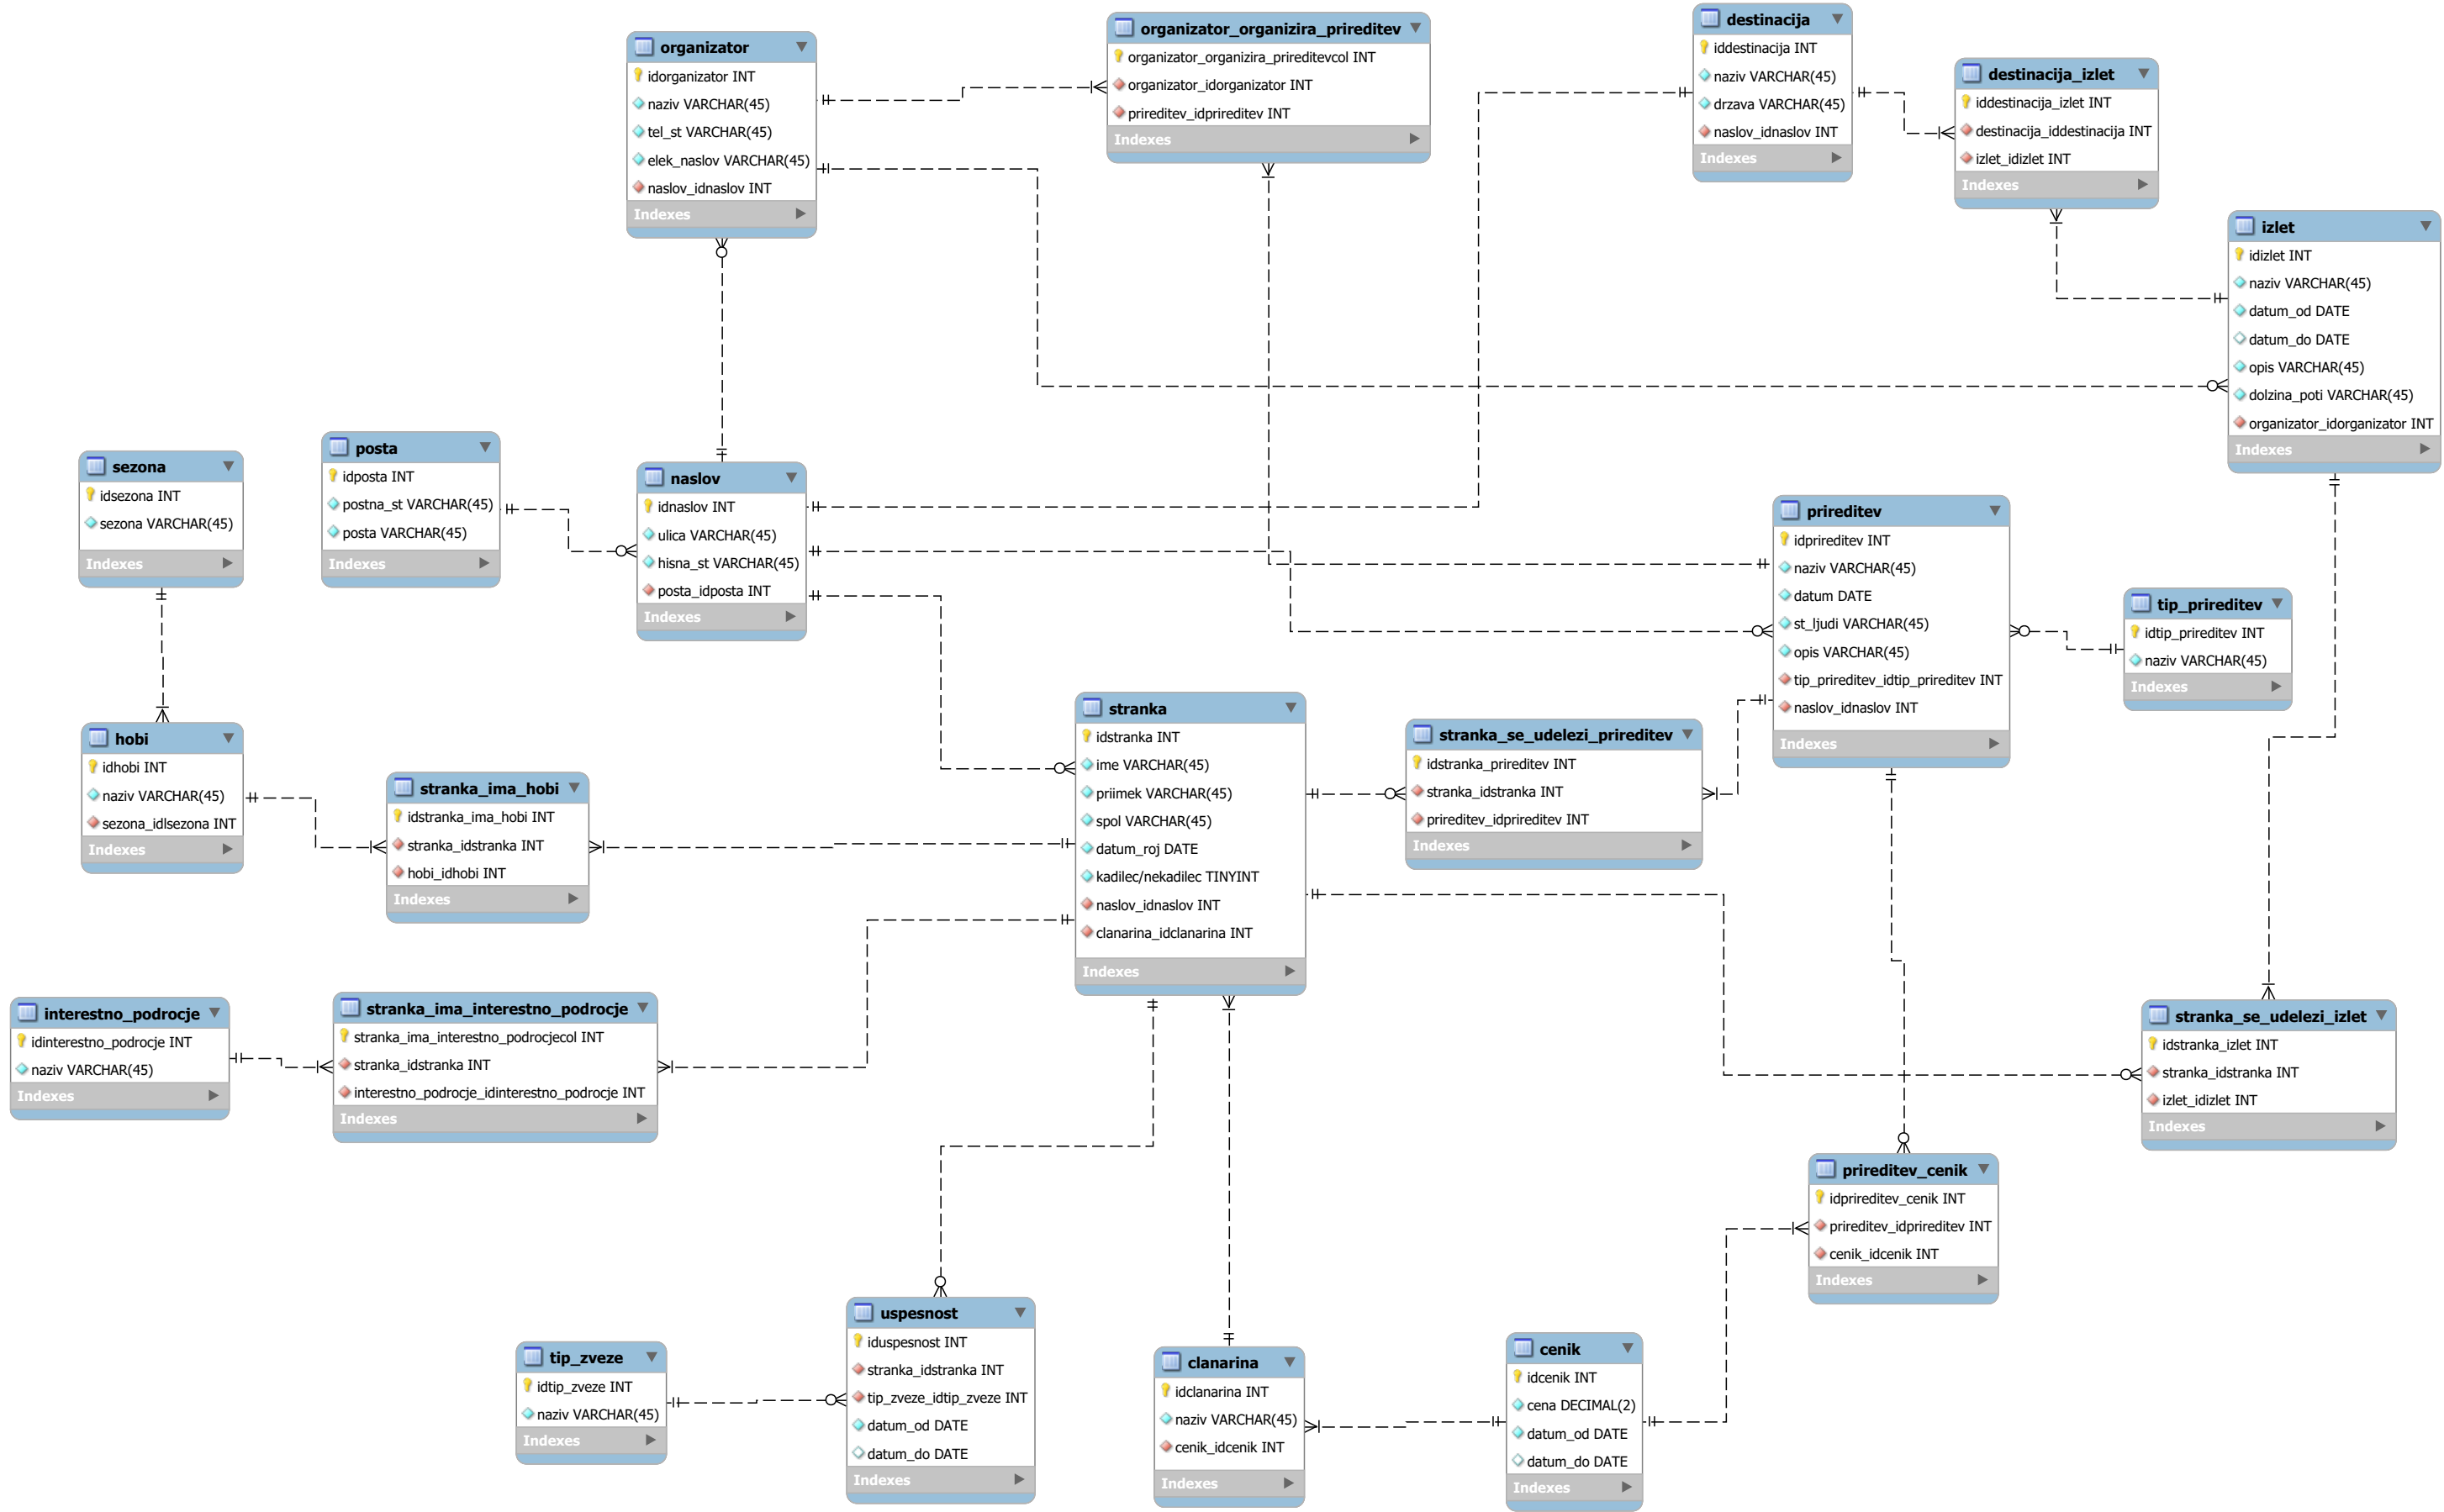 organizator
idorganizator INT
naziv VARCHAR(45)
tel_st VARCHAR(45)
elek_naslov VARCHAR(45)
naslov_idnaslov INT
Indexes
organizator_organizira_prireditev
organizator_organizira_prireditevcol INT
organizator_idorganizator INT
prireditev_idprireditev INT
Indexes
destinacija
iddestinacija INT
naziv VARCHAR(45)
drzava VARCHAR(45)
naslov_idnaslov INT
Indexes
destinacija_izlet
iddestinacija_izlet INT
destinacija_iddestinacija INT
izlet_idizlet INT
Indexes
izlet
idizlet INT
naziv VARCHAR(45)
datum_od DATE
datum_do DATE
opis VARCHAR(45)
dolzina_poti VARCHAR(45)
organizator_idorganizator INT
Indexes
sezona
idsezona INT
sezona VARCHAR(45)
Indexes
posta
idposta INT
postna_st VARCHAR(45)
posta VARCHAR(45)
Indexes
naslov
idnaslov INT
ulica VARCHAR(45)
hisna_st VARCHAR(45)
posta_idposta INT
Indexes
prireditev
idprireditev INT
naziv VARCHAR(45)
datum DATE
st_ljudi VARCHAR(45)
opis VARCHAR(45)
tip_prireditev_idtip_prireditev INT
naslov_idnaslov INT
Indexes
tip_prireditev
idtip_prireditev INT
naziv VARCHAR(45)
Indexes
hobi
idhobi INT
naziv VARCHAR(45)
sezona_idlsezona INT
Indexes
stranka_ima_hobi
idstranka_ima_hobi INT
stranka_idstranka INT
hobi_idhobi INT
Indexes
stranka
idstranka INT
ime VARCHAR(45)
priimek VARCHAR(45)
spol VARCHAR(45)
datum_roj DATE
kadilec/nekadilec TINYINT
naslov_idnaslov INT
clanarina_idclanarina INT
Indexes
stranka_se_udelezi_prireditev
idstranka_prireditev INT
stranka_idstranka INT
prireditev_idprireditev INT
Indexes
interestno_podrocje
idinterestno_podrocje INT
naziv VARCHAR(45)
Indexes
stranka_ima_interestno_podrocje
stranka_ima_interestno_podrocjecol INT
stranka_idstranka INT
interestno_podrocje_idinterestno_podrocje INT
Indexes
stranka_se_udelezi_izlet
idstranka_izlet INT
stranka_idstranka INT
izlet_idizlet INT
Indexes
prireditev_cenik
idprireditev_cenik INT
prireditev_idprireditev INT
cenik_idcenik INT
Indexes
tip_zveze
idtip_zveze INT
naziv VARCHAR(45)
Indexes
uspesnost
iduspesnost INT
stranka_idstranka INT
tip_zveze_idtip_zveze INT
datum_od DATE
datum_do DATE
Indexes
clanarina
idclanarina INT
naziv VARCHAR(45)
cenik_idcenik INT
Indexes
cenik
idcenik INT
cena DECIMAL(2)
datum_od DATE
datum_do DATE
Indexes